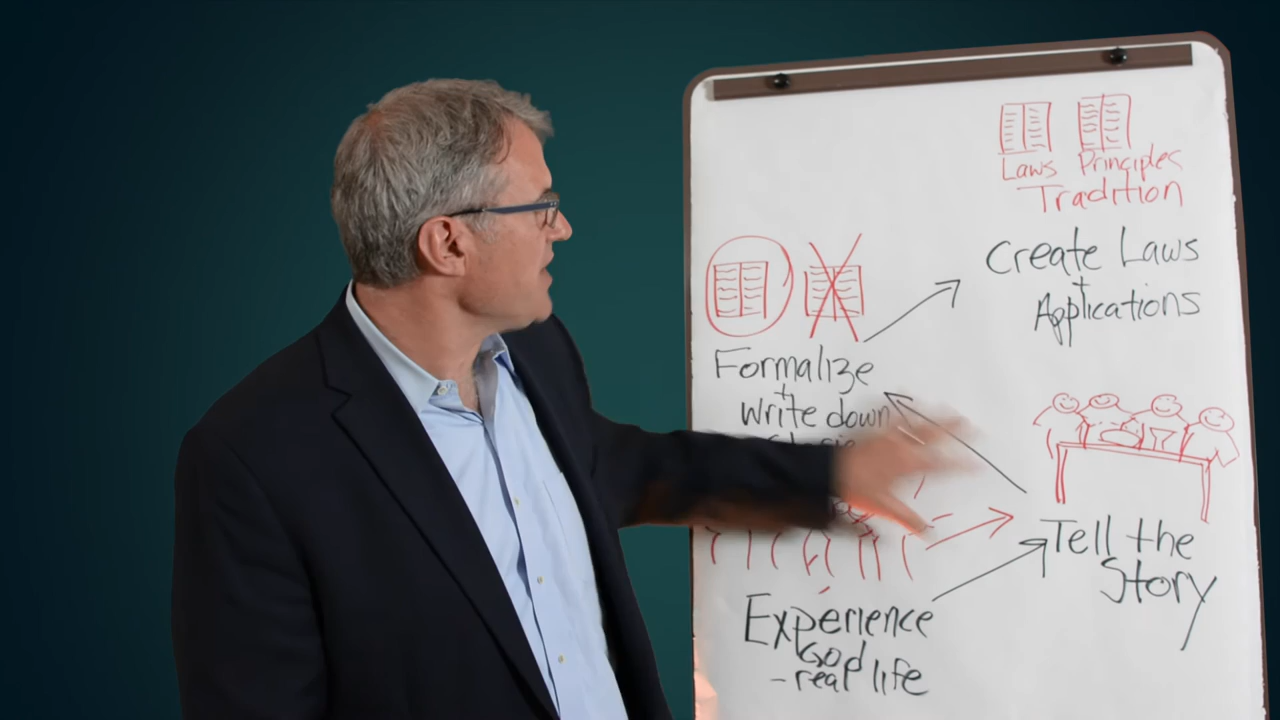 Laws Principles
Tradition
Create Laws
+
Applications
Formalize
+
Write down
Tell the
Story
Experience
God
- real life